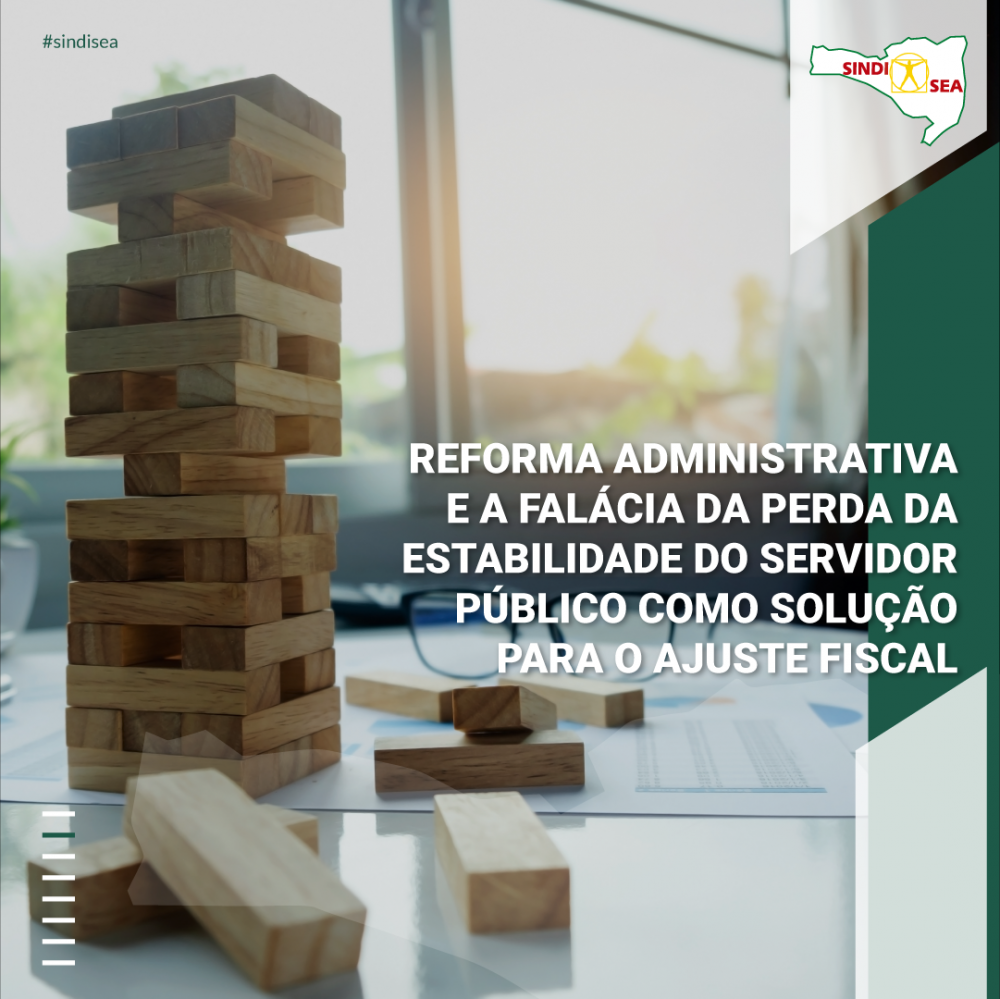 #sindisea
SINDI
SEA
REFORMA ADMINISTRATIVA
E A FALÁCIA DA PERDA DA
ESTABILIDADE DO SERVIDOR
PÚBLICO COMO SOLUÇÃO
PARA O AJUSTE FISCAL